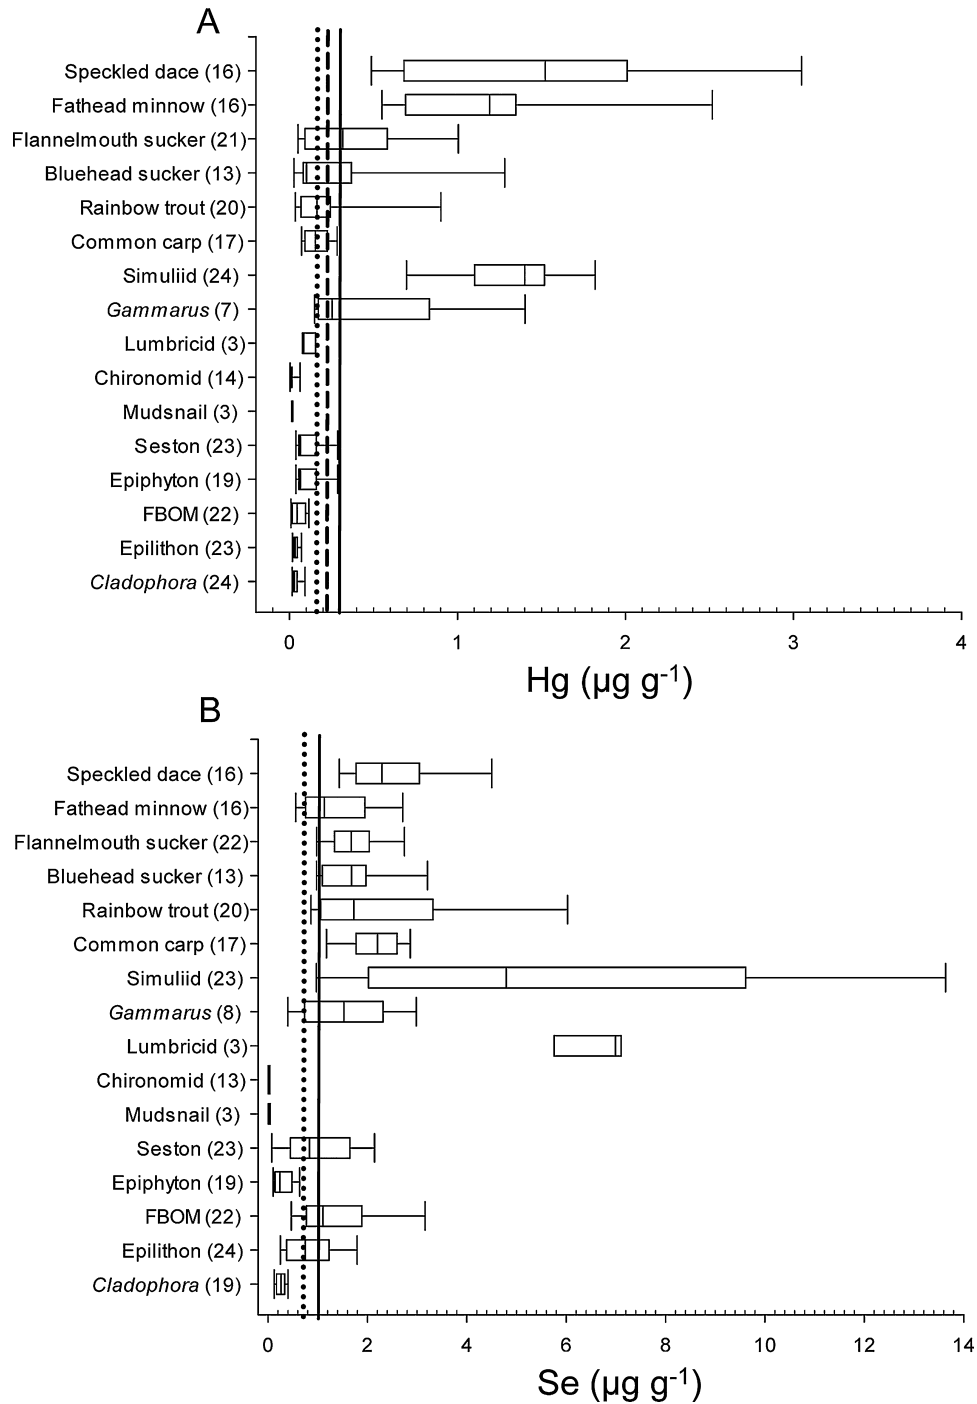 A
Speckled dace (16)
Fathead minnow (16)
Flannelmouth sucker (21)
Bluehead sucker (13)
Rainbow trout (20)
Common carp (17)
Simuliid (24)
Gammarus (7)
Lumbricid (3)
Chironomid (14)
Mudsnail (3)
Seston (23)
Epiphyton (19)
FBOM (22)
Epilithon (23)
Cladophora (24)
0 1 2 3 4
Hg (µg g⁻¹)
B
Speckled dace (16)
Fathead minnow (16)
Flannelmouth sucker (22)
Bluehead sucker (13)
Rainbow trout (20)
Common carp (17)
Simuliid (23)
Gammarus (8)
Lumbricid (3)
Chironomid (13)
Mudsnail (3)
Seston (23)
Epiphyton (19)
FBOM (22)
Epilithon (24)
Cladophora (19)
0 2 4 6 8 10 12 14
Se (µg g⁻¹)